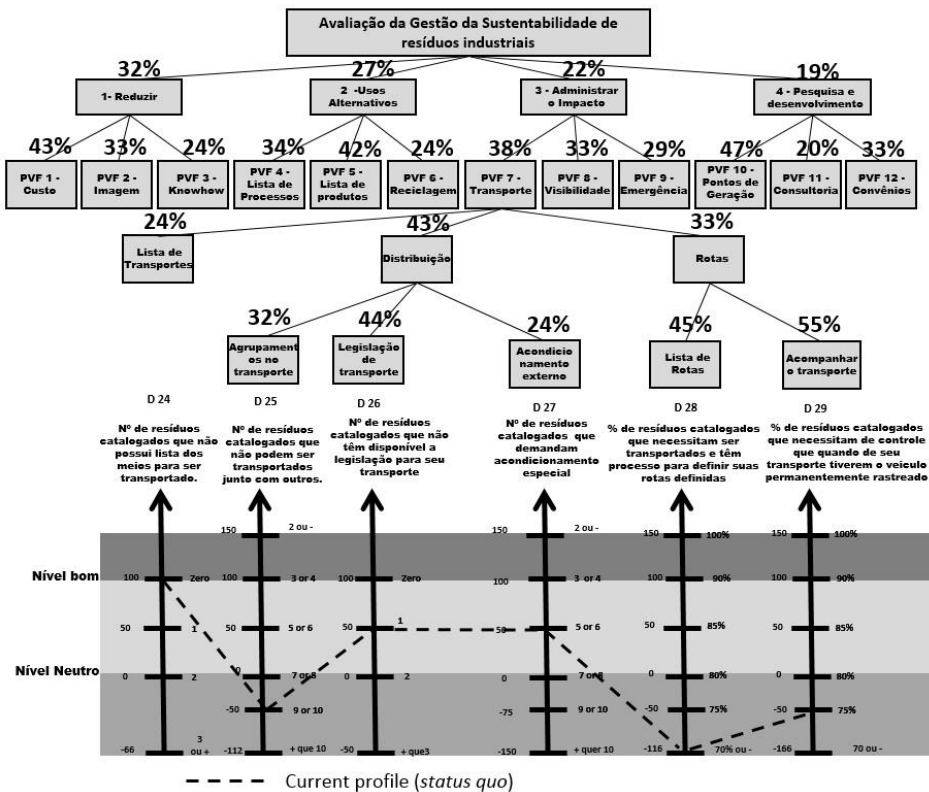 Avaliação da Gestão da Sustentabilidade de
resíduos industriais
32%
27%
22%
19%
1- Reduzir
2 -Usos
Alternativos
3 - Administrar
o Impacto
4 - Pesquisa e
desenvolvimento
43%
33%
24%
34%
42%
24%
38%
33%
29%
47%
20%
33%
PVF 1 -
Custo
PVF 2 -
Imagem
PVF 3 -
Knowhow
PVF 4 -
Lista de
Processos
PVF 5 -
Lista de
produtos
PVF 6 -
Reciclagem
PVF 7 -
Transporte
PVF 8 -
Visibilidade
PVF 9 -
Emergência
PVF 10 -
Pontos de
Geração
PVF 11 -
Consultoria
PVF 12 -
Convênios
24%
43%
33%
Lista de
Transportes
Distribuição
Rotas
32%
44%
24%
45%
55%
Agrupament
os no
transporte
Legislação
de
transporte
Acondicio
namento
externo
Lista de
Rotas
Acompanhar
o transporte
D 24
Nº de resíduos
catalogados que não
possui lista dos
meios para ser
transportado.
D 25
Nº de resíduos
catalogados que
não podem ser
transportados
junto com outros.
D 26
Nº de resíduos
catalogados que não
têm disponível a
legislação para seu
transporte
D 27
Nº de resíduos
catalogados que
demandam
acondicionamento
especial
D 28
% de resíduos catalogados
que necessitam ser
transportados e têm
processo para definir suas
rotas definidas
D 29
% de resíduos catalogados
que necessitam de controle
que quando de seu
transporte tiverem o veiculo
permanentemente rastreado
150 2 ou -
150 2 ou -
150 100%
150 100%
Nível bom
100 Zero
100 3 or 4
100 Zero
100 3 or 4
100 90%
100 90%
50 1
50 5 or 6
50 1
50 5 or 6
50 85%
50 85%
Nível Neutro
0 2
0 7 or 8
0 2
0 7 or 8
0 80%
0 80%
-50 9 or 10
-75 9 or 10
-50 75%
-50 75%
-66 3
ou +
-112 + que 10
-50 + que3
-150 + quer 10
-116 70% ou -
-166 70 ou -
Current profile (status quo)